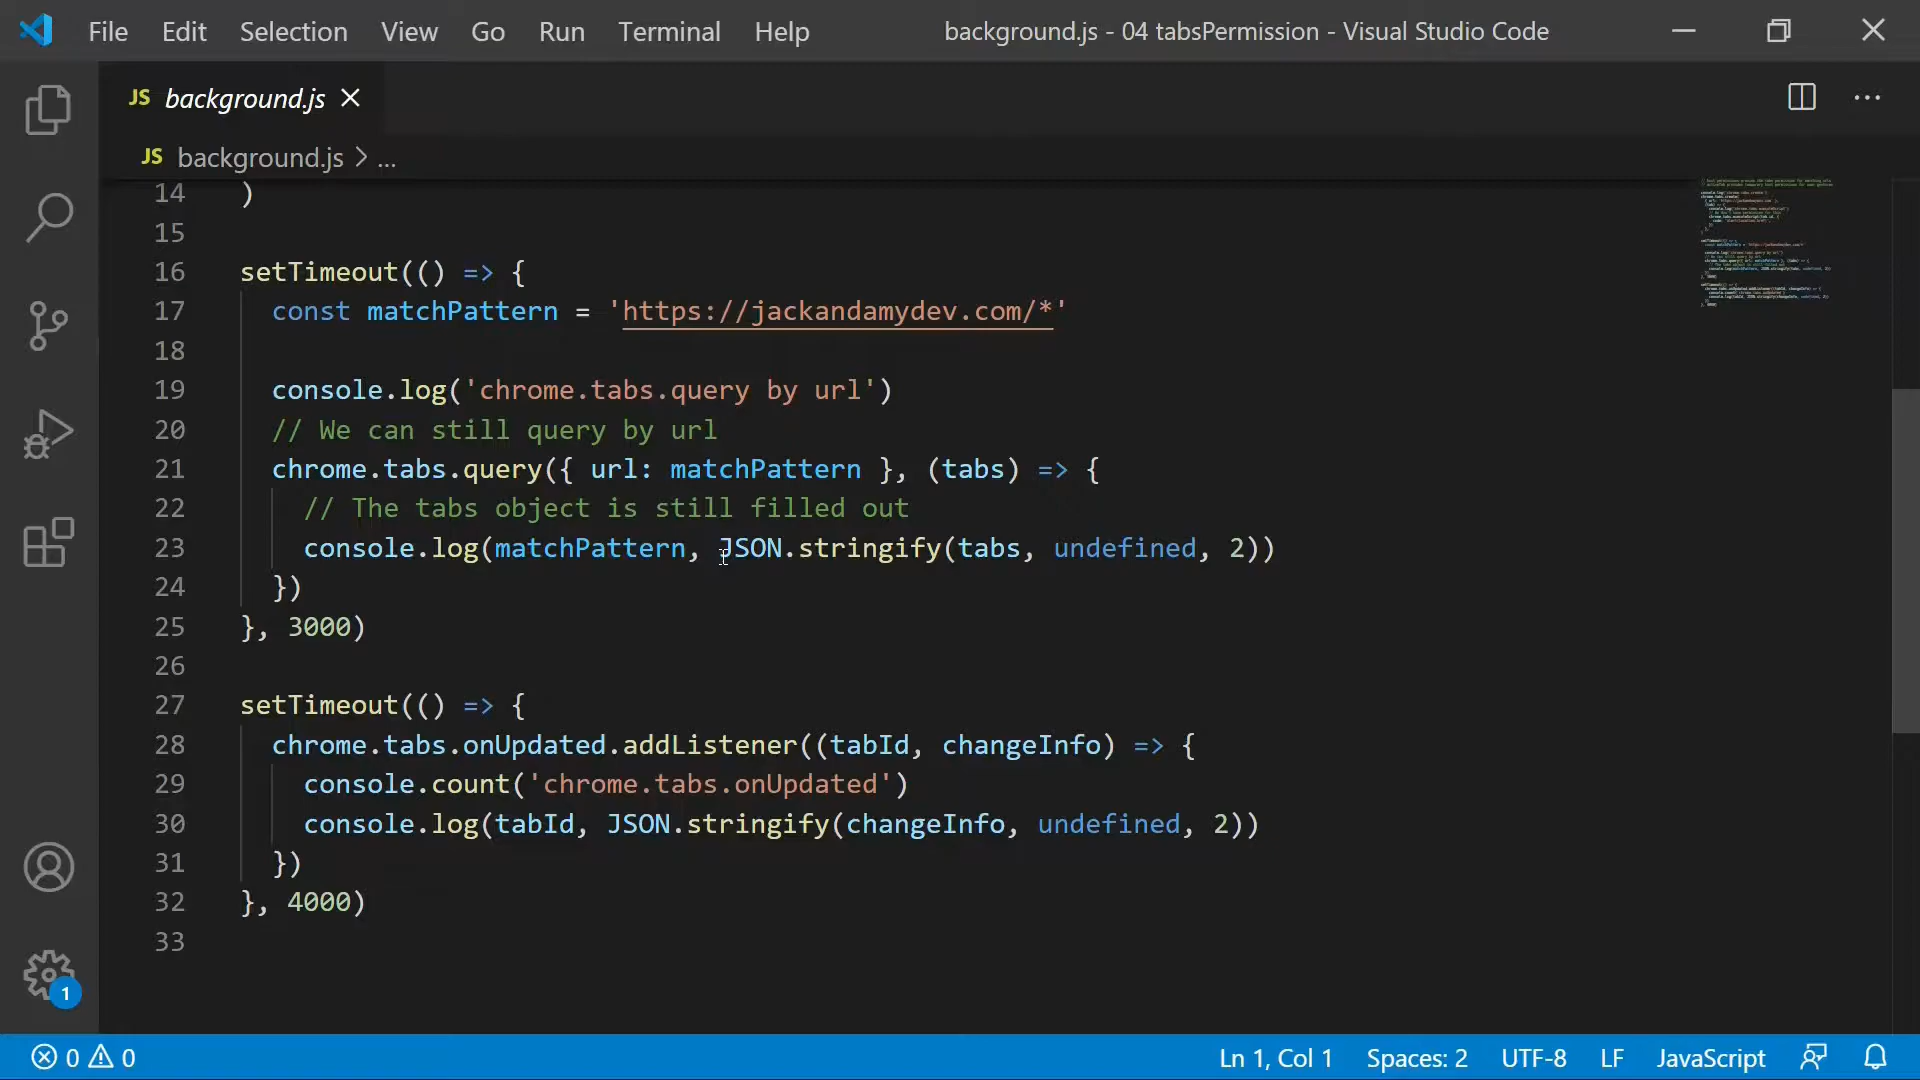 File Edit Selection View Go Run Terminal Help background.js - 04 tabsPermission - Visual Studio Code
JS background.js
JS background.js > ...
14 )
15
16 setTimeout(() => {
17 const matchPattern = 'https://jackandamydev.com/*'
18
19 console.log('chrome.tabs.query by url')
20 // We can still query by url
21 chrome.tabs.query({ url: matchPattern }, (tabs) => {
22 // The tabs object is still filled out
23 console.log(matchPattern, JSON.stringify(tabs, undefined, 2))
24 })
25 }, 3000)
26
27 setTimeout(() => {
28 chrome.tabs.onUpdated.addListener((tabId, changeInfo) => {
29 console.count('chrome.tabs.onUpdated')
30 console.log(tabId, JSON.stringify(changeInfo, undefined, 2))
31 })
32 }, 4000)
33
1
0 0 Ln 1, Col 1 Spaces: 2 UTF-8 LF JavaScript